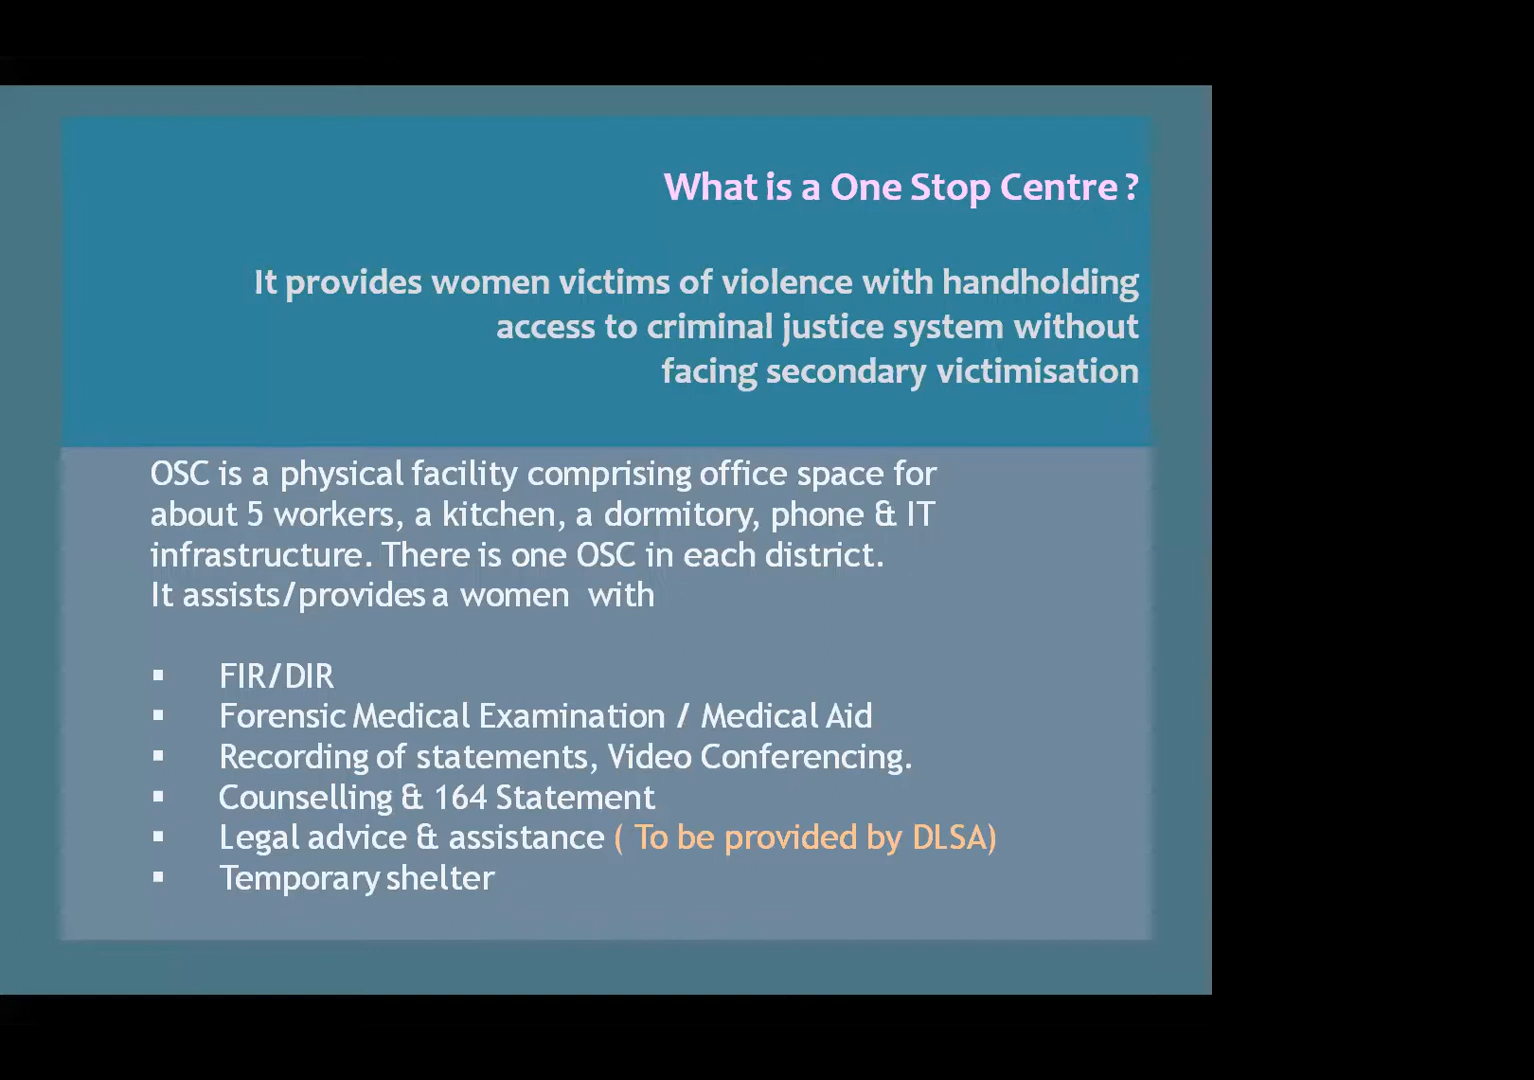 What is a One Stop Centre ?
It provides women victims of violence with handholding
access to criminal justice system without
facing secondary victimisation
OSC is a physical facility comprising office space for
about 5 workers, a kitchen, a dormitory, phone & IT
infrastructure. There is one OSC in each district.
It assists/provides a women with
▪ FIR/DIR
▪ Forensic Medical Examination / Medical Aid
▪ Recording of statements, Video Conferencing.
▪ Counselling & 164 Statement
▪ Legal advice & assistance ( To be provided by DLSA)
▪ Temporary shelter